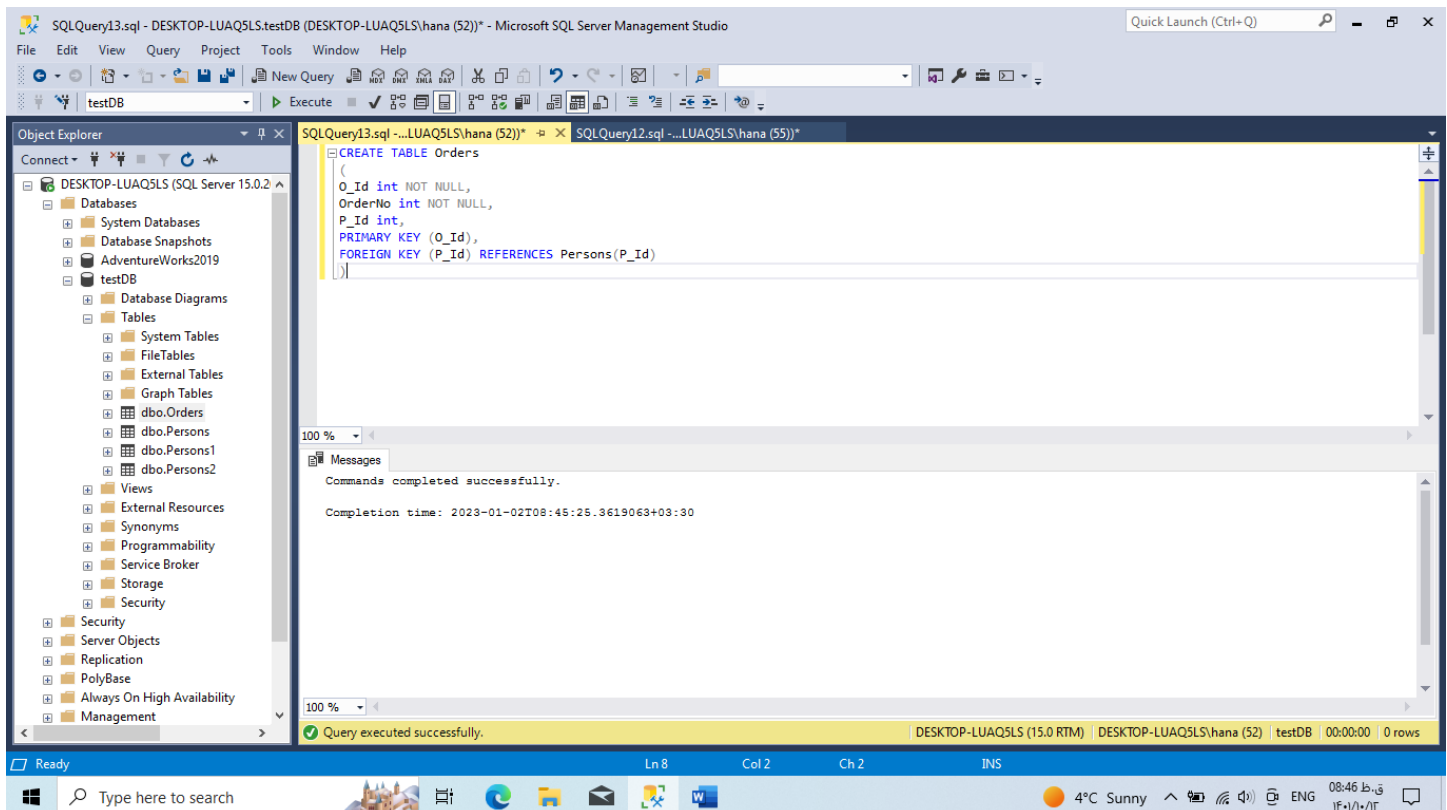 SQLQuery13.sql - DESKTOP-LUAQ5LS.testDB (DESKTOP-LUAQ5LS\hana (52))* - Microsoft SQL Server Management Studio
Quick Launch (Ctrl+Q)
File Edit View Query Project Tools Window Help
New Query
testDB
Execute
Object Explorer
SQLQuery13.sql -...LUAQ5LS\hana (52))*
SQLQuery12.sql -...LUAQ5LS\hana (55))*
Connect
DESKTOP-LUAQ5LS (SQL Server 15.0.2
Databases
System Databases
Database Snapshots
AdventureWorks2019
testDB
Database Diagrams
Tables
System Tables
FileTables
External Tables
Graph Tables
dbo.Orders
dbo.Persons
dbo.Persons1
dbo.Persons2
Views
External Resources
Synonyms
Programmability
Service Broker
Storage
Security
Security
Server Objects
Replication
PolyBase
Always On High Availability
Management
CREATE TABLE Orders
(
O_Id int NOT NULL,
OrderNo int NOT NULL,
P_Id int,
PRIMARY KEY (O_Id),
FOREIGN KEY (P_Id) REFERENCES Persons(P_Id)
)
100 %
Messages
Commands completed successfully.
Completion time: 2023-01-02T08:45:25.3619063+03:30
100 %
Query executed successfully.
DESKTOP-LUAQ5LS (15.0 RTM)
DESKTOP-LUAQ5LS\hana (52)
testDB
00:00:00
0 rows
Ready
Ln 8
Col 2
Ch 2
INS
Type here to search
4°C Sunny
ENG
08:46 ق.ظ
۱۴۰۱/۱۰/۱۲